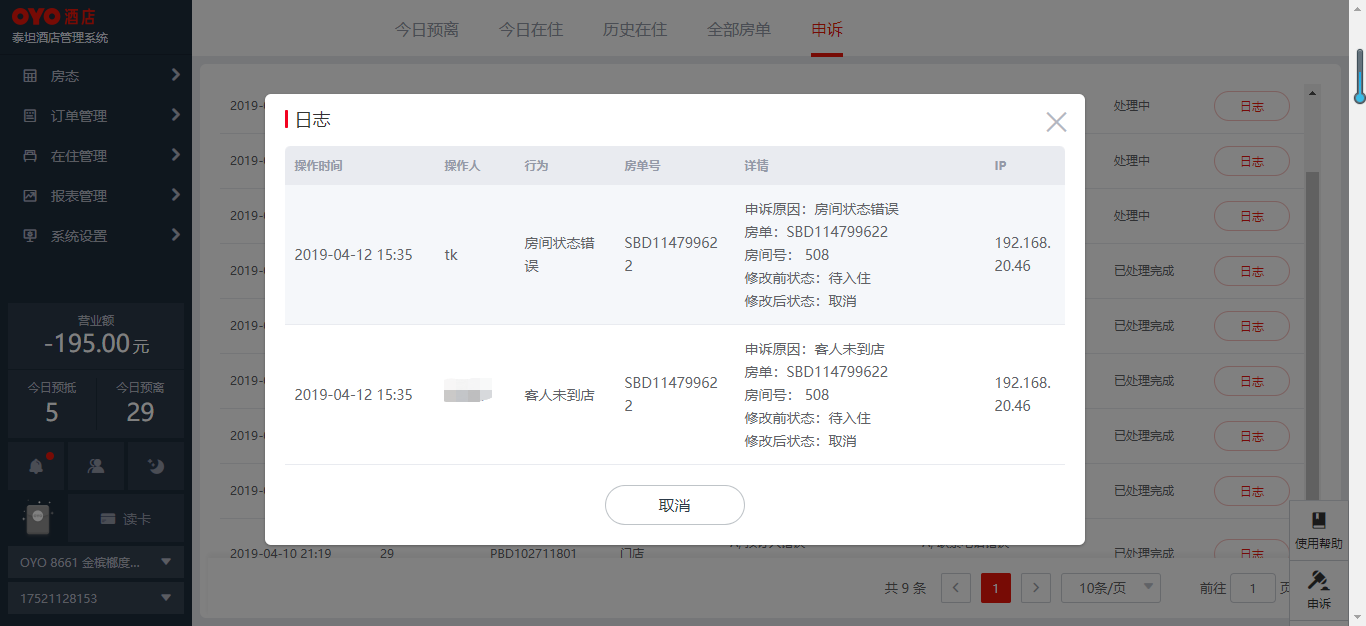 OYO 酒店
泰坦酒店管理系统
房态
订单管理
在住管理
报表管理
系统设置
营业额
-195.00元
今日预抵
今日预离
5
29
读卡
OYO 8661 金槟榔度...
17521128153
今日预离
今日在住
历史在住
全部房单
申诉
2019-
处理中
日志
2019-
处理中
日志
2019-
处理中
日志
2019-
已处理完成
日志
2019-
已处理完成
日志
2019-
已处理完成
日志
2019-
已处理完成
日志
2019-
已处理完成
日志
2019-04-10 21:19
29
PBD102711801
门店
已处理完成
日志
日志
操作时间
操作人
行为
房单号
详情
IP
2019-04-12 15:35
tk
房间状态错
误
SBD11479962
2
申诉原因：房间状态错误
房单：SBD114799622
房间号： 508
修改前状态：待入住
修改后状态：取消
192.168.
20.46
2019-04-12 15:35
客人未到店
SBD11479962
2
申诉原因：客人未到店
房单：SBD114799622
房间号： 508
修改前状态：待入住
修改后状态：取消
192.168.
20.46
取消
共 9 条
1
10条/页
前往
1
页
使用帮助
申诉